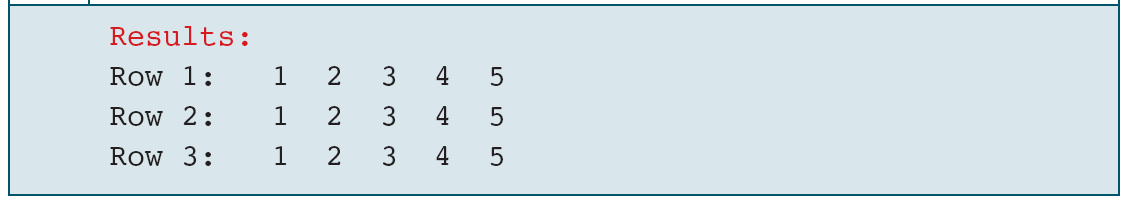 Results:
Row 1: 1 2 3 4 5
Row 2: 1 2 3 4 5
Row 3: 1 2 3 4 5